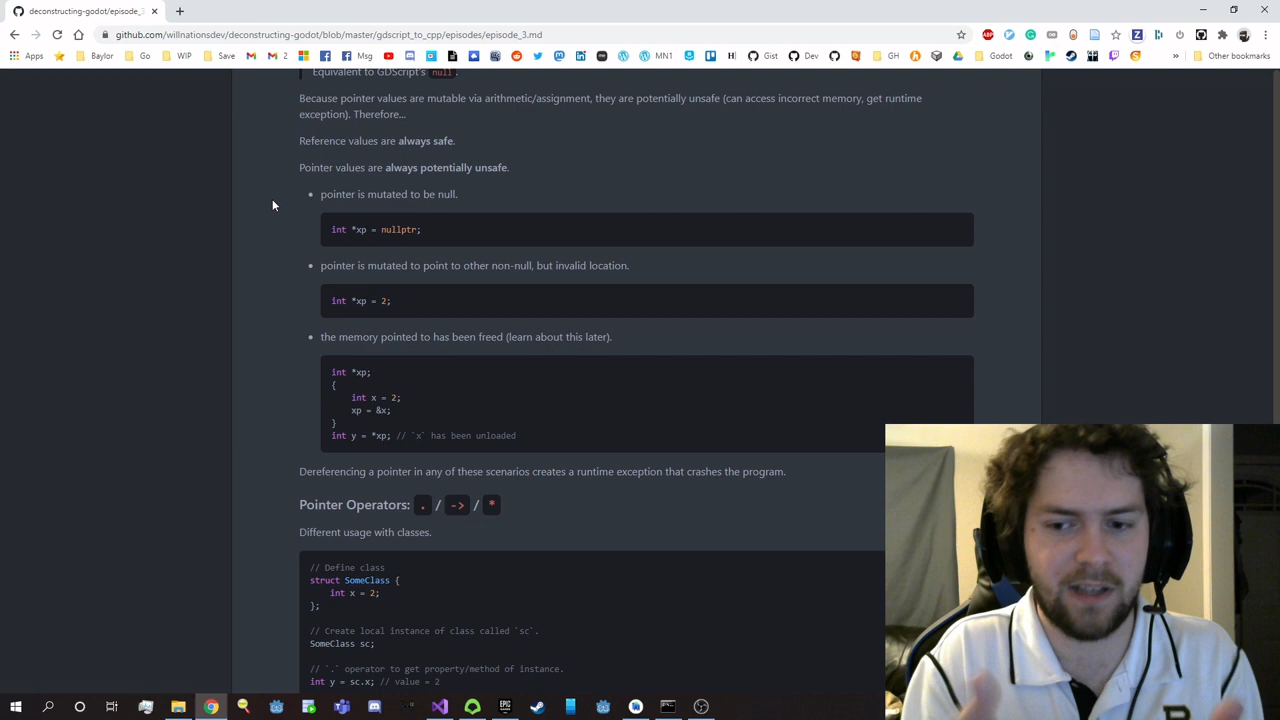 deconstructing-godot/episode_3
github.com/willnationsdev/deconstructing-godot/blob/master/gdscript_to_cpp/episodes/episode_3.md
Apps Baylor Go WIP Save 2 Friends Mog MN1 Gist Dev GH Godot Mog » Other bookmarks
Equivalent to GDScript's null.
Because pointer values are mutable via arithmetic/assignment, they are potentially unsafe (can access incorrect memory, get runtime
exception). Therefore...
Reference values are always safe.
Pointer values are always potentially unsafe.
• pointer is mutated to be null.
int *xp = nullptr;
• pointer is mutated to point to other non-null, but invalid location.
int *xp = 2;
• the memory pointed to has been freed (learn about this later).
int *xp;
{
int x = 2;
xp = &x;
}
int y = *xp; // `x` has been unloaded
Dereferencing a pointer in any of these scenarios creates a runtime exception that crashes the program.
Pointer Operators: . / -> / *
Different usage with classes.
// Define class
struct SomeClass {
int x = 2;
};
// Create local instance of class called `sc`.
SomeClass sc;
// `.` operator to get property/method of instance.
int y = sc.x; // value = 2